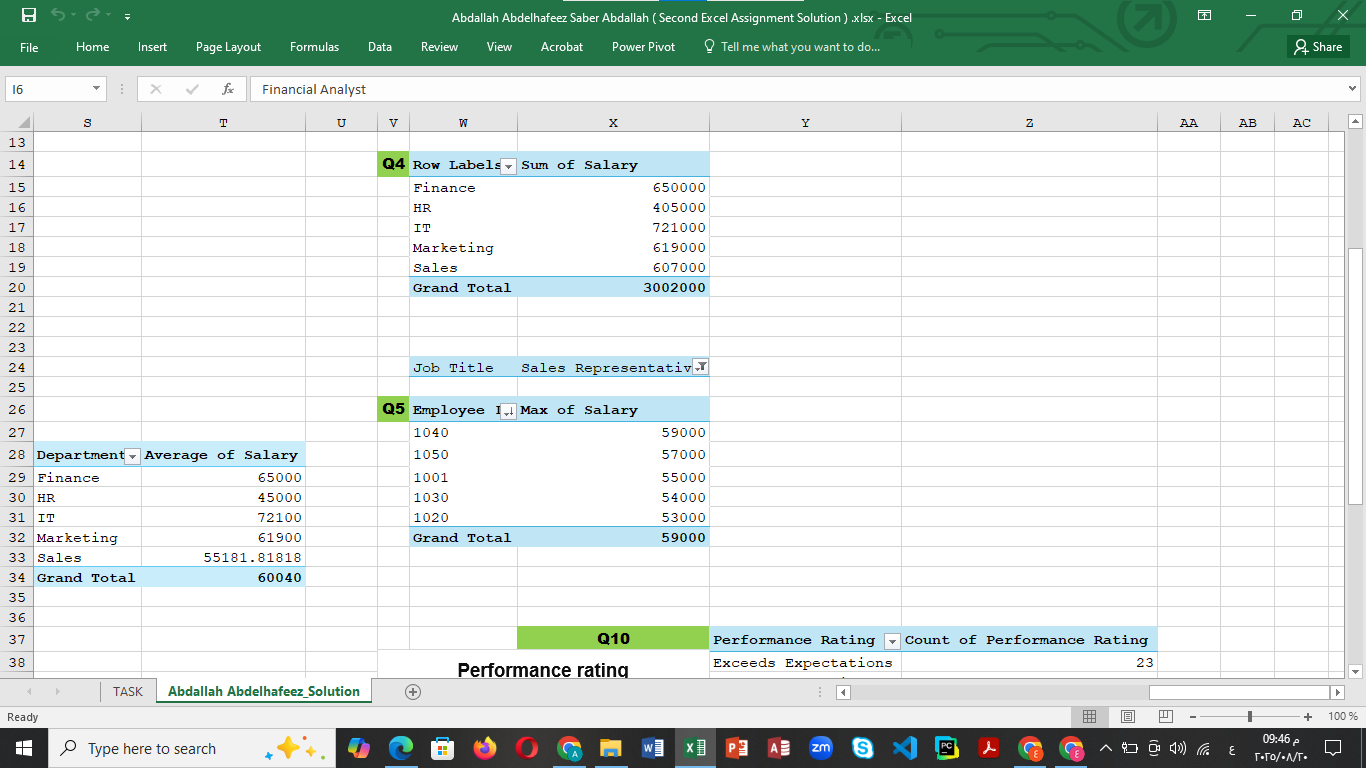 Abdallah Abdelhafeez Saber Abdallah ( Second Excel Assignment Solution ) .xlsx - Excel
File Home Insert Page Layout Formulas Data Review View Acrobat Power Pivot Tell me what you want to do... Share
I6 fx Financial Analyst
S T U V W X Y Z AA AB AC
13
14 Q4 Row Labels Sum of Salary
15 Finance 650000
16 HR 405000
17 IT 721000
18 Marketing 619000
19 Sales 607000
20 Grand Total 3002000
21
22
23
24 Job Title Sales Representativ
25
26 Q5 Employee I Max of Salary
27 1040 59000
28 Department Average of Salary 1050 57000
29 Finance 65000 1001 55000
30 HR 45000 1030 54000
31 IT 72100 1020 53000
32 Marketing 61900 Grand Total 59000
33 Sales 55181.81818
34 Grand Total 60040
35
36
37 Q10 Performance Rating Count of Performance Rating
38 Performance rating Exceeds Expectations 23
TASK Abdallah Abdelhafeez_Solution
Ready 100 %
Type here to search zm PC E E ع 09:46 م
٢٠٢٥/٠٨/٢٠